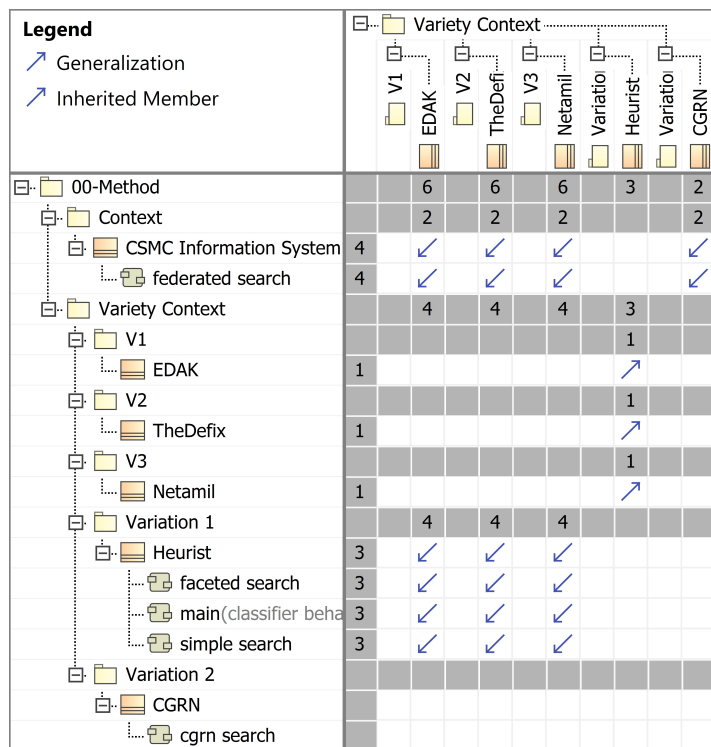 Legend
Generalization
Inherited Member
Variety Context
V1
EDAK
V2
TheDefi
V3
Netamil
Variatio
Heurist
Variatio
CGRN
00-Method 6 6 6 3 2
Context 2 2 2 2
CSMC Information System 4
federated search 4
Variety Context 4 4 4 3
V1 1
EDAK 1
V2 1
TheDefix 1
V3 1
Netamil 1
Variation 1 4 4 4
Heurist 3
faceted search 3
main(classifier beha 3
simple search 3
Variation 2
CGRN
cgrn search